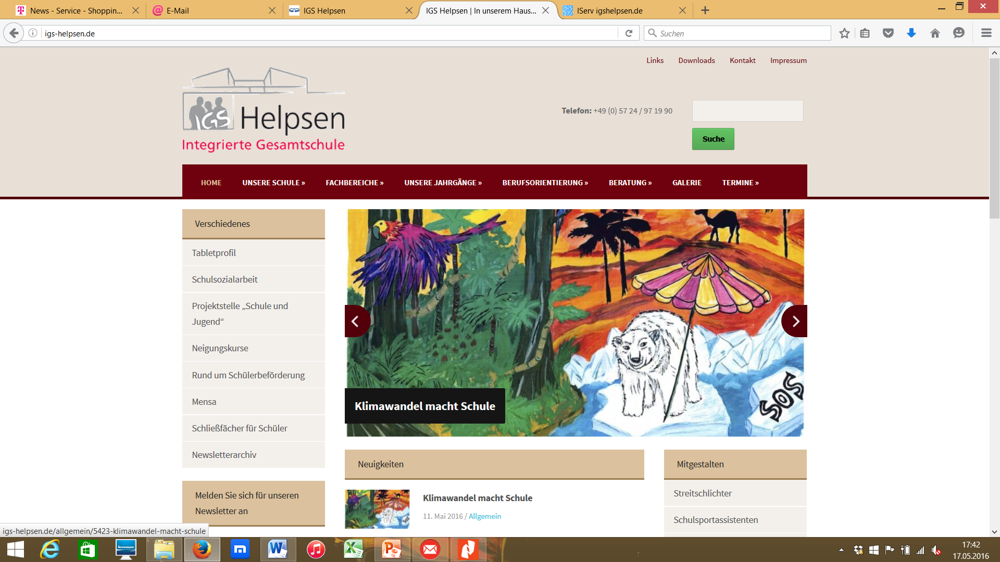 News - Service - Shoppin...
E-Mail
IGS Helpsen
IGS Helpsen | In unserem Haus...
IServ igshelpsen.de
igs-helpsen.de
Suchen
Links
Downloads
Kontakt
Impressum
IGS Helpsen
Integrierte Gesamtschule
Telefon: +49 (0) 57 24 / 97 19 90
Suche
HOME
UNSERE SCHULE »
FACHBEREICHE »
UNSERE JAHRGÄNGE »
BERUFSORIENTIERUNG »
BERATUNG »
GALERIE
TERMINE »
Verschiedenes
Tabletprofil
Schulsozialarbeit
Projektstelle „Schule und
Jugend“
Neigungskurse
Rund um Schülerbeförderung
Mensa
Schließfächer für Schüler
Newsletterarchiv
Melden Sie sich für unseren
Newsletter an
SOS
Klimawandel macht Schule
Neuigkeiten
Klimawandel macht Schule
11. Mai 2016 / Allgemein
Mitgestalten
Streitschlichter
Schulsportassistenten
igs-helpsen.de/allgemein/5423-klimawandel-macht-schule
17:42
17.05.2016